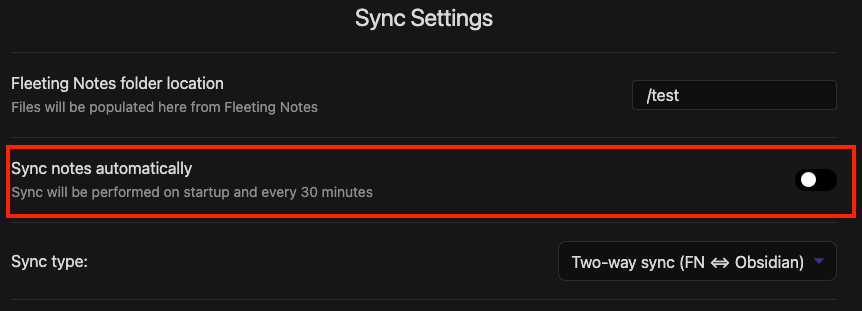 Sync Settings
Fleeting Notes folder location
Files will be populated here from Fleeting Notes
/test
Sync notes automatically
Sync will be performed on startup and every 30 minutes
Sync type:
Two-way sync (FN ⇔ Obsidian)